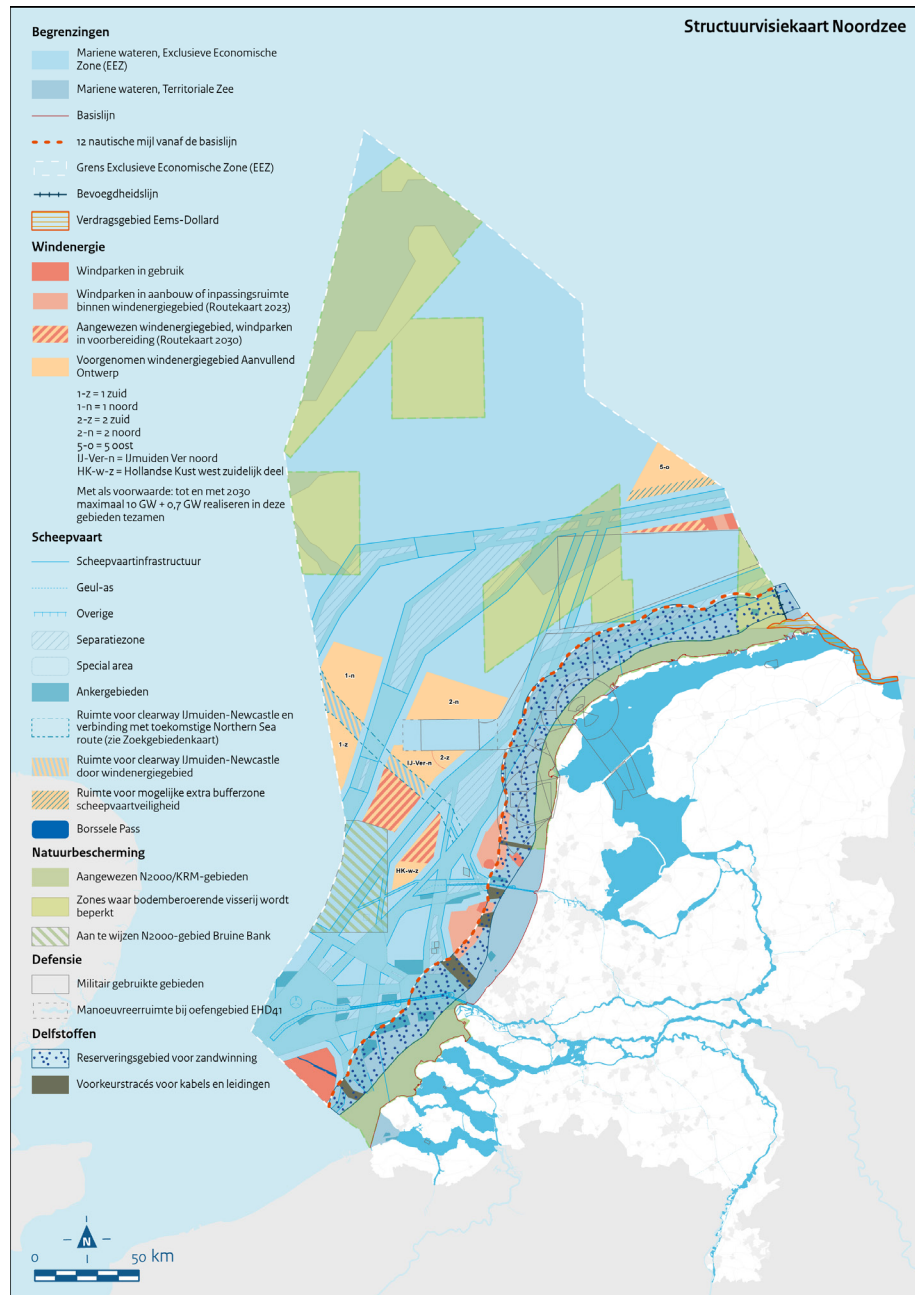 Structuurvisiekaart Noordzee
Begrenzingen
Mariene wateren, Exclusieve Economische
Zone (EEZ)
Mariene wateren, Territoriale Zee
Basislijn
12 nautische mijl vanaf de basislijn
Grens Exclusieve Economische Zone (EEZ)
Bevoegdheidslijn
Verdragsgebied Eems-Dollard
Windenergie
Windparken in gebruik
Windparken in aanbouw of inpassingsruimte
binnen windenergiegebied (Routekaart 2023)
Aangewezen windenergiegebied, windparken
in voorbereiding (Routekaart 2030)
Voorgenomen windenergiegebied Aanvullend
Ontwerp
1-z = 1 zuid
1-n = 1 noord
2-z = 2 zuid
2-n = 2 noord
5-o = 5 oost
IJ-Ver-n = IJmuiden Ver noord
HK-w-z = Hollandse Kust west zuidelijk deel
Met als voorwaarde: tot en met 2030
maximaal 10 GW + 0,7 GW realiseren in deze
gebieden tezamen
Scheepvaart
Scheepvaartinfrastructuur
Geul-as
Overige
Separatiezone
Special area
Ankergebieden
Ruimte voor clearway IJmuiden-Newcastle en
verbinding met toekomstige Northern Sea
route (zie Zoekgebiedenkaart)
Ruimte voor clearway IJmuiden-Newcastle
door windenergiegebied
Ruimte voor mogelijke extra bufferzone
scheepvaartveiligheid
Borssele Pass
Natuurbescherming
Aangewezen N2000/KRM-gebieden
Zones waar bodemberoerende visserij wordt
beperkt
Aan te wijzen N2000-gebied Bruine Bank
Defensie
Militair gebruikte gebieden
Manoeuvreerruimte bij oefengebied EHD41
Delfstoffen
Reserveringsgebied voor zandwinning
Voorkeurstracés voor kabels en leidingen
5-o
1-n
2-n
1-z
2-z
IJ-Ver-n
HK-w-z
N
0 50 km